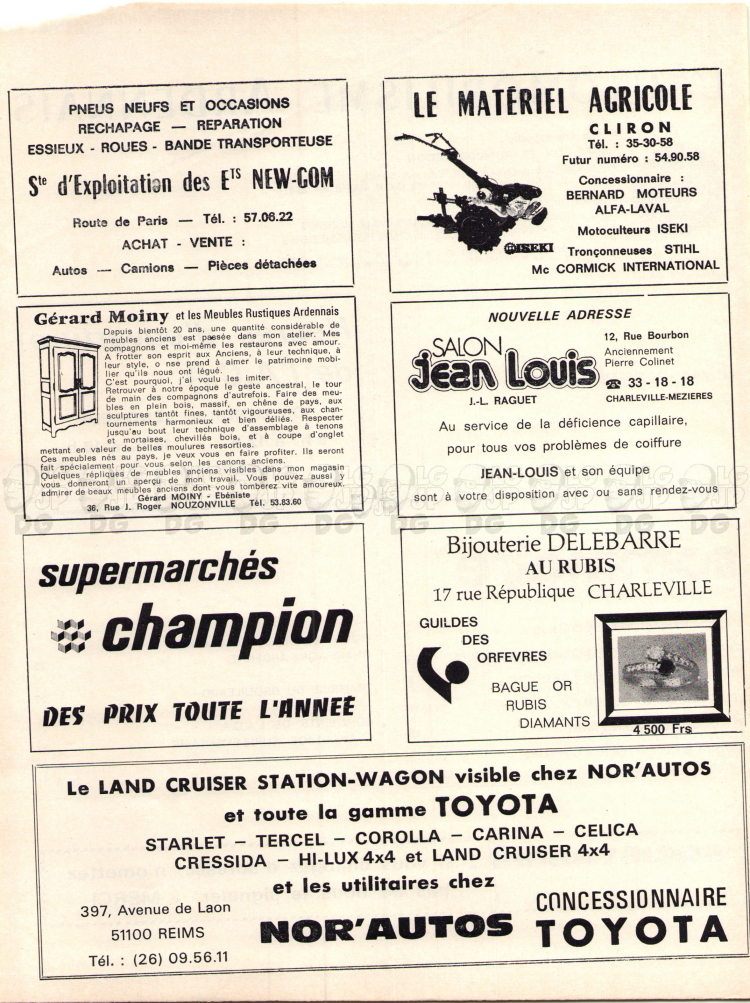 PNEUS NEUFS ET OCCASIONS
RECHAPAGE — REPARATION
ESSIEUX - ROUES - BANDE TRANSPORTEUSE
Ste d'Exploitation des ETS NEW-COM
Route de Paris — Tél. : 57.06.22
ACHAT - VENTE :
Autos — Camions — Pièces détachées
LE MATÉRIEL AGRICOLE
CLIRON
Tél. : 35-30-58
Futur numéro : 54.90.58
Concessionnaire :
BERNARD MOTEURS
ALFA-LAVAL
Motoculteurs ISEKI
ISEKI
Tronçonneuses STIHL
Mc CORMICK INTERNATIONAL
Gérard Moiny et les Meubles Rustiques Ardennais
Depuis bientôt 20 ans, une quantité considérable de
meubles anciens est passée dans mon atelier. Mes
compagnons et moi-même les restaurons avec amour.
A frotter son esprit aux Anciens, à leur technique, à
leur style, o nse prend à aimer le patrimoine mobi-
lier qu'ils nous ont légué.
C'est pourquoi, j'ai voulu les imiter.
Retrouver à notre époque le geste ancestral, le tour
de main des compagnons d'autrefois. Faire des meu-
bles en plein bois, massif, en chêne de pays, aux
sculptures tantôt fines, tantôt vigoureuses, aux chan-
tournements harmonieux et bien déliés. Respecter
jusqu'au bout leur technique d'assemblage à tenons
et mortaises, chevillés bois, et à coupe d'onglet
mettant en valeur de belles moulures ressorties.
Ces meubles nés au pays, je veux vous en faire profiter. Ils seront
fait spécialement pour vous selon les canons anciens.
Quelques répliques de meubles anciens visibles dans mon magasin
vous donneront un aperçu de mon travail. Vous pouvez aussi y
admirer de beaux meubles anciens dont vous tomberez vite amoureux.
Gérard MOINY - Ebéniste
36, Rue J. Roger NOUZONVILLE Tél. 53.83.60
NOUVELLE ADRESSE
SALON
Jean Louis
J.-L. RAGUET
12, Rue Bourbon
Anciennement
Pierre Colinet
☎ 33 - 18 - 18
CHARLEVILLE-MEZIERES
Au service de la déficience capillaire,
pour tous vos problèmes de coiffure
JEAN-LOUIS et son équipe
sont à votre disposition avec ou sans rendez-vous
supermarchés
champion
DES PRIX TOUTE L'ANNEE
Bijouterie DELEBARRE
AU RUBIS
17 rue République CHARLEVILLE
GUILDES
DES
ORFEVRES
BAGUE OR
RUBIS
DIAMANTS
4 500 Frs
Le LAND CRUISER STATION-WAGON visible chez NOR'AUTOS
et toute la gamme TOYOTA
STARLET – TERCEL – COROLLA – CARINA – CELICA
CRESSIDA – HI-LUX 4x4 et LAND CRUISER 4x4
et les utilitaires chez
397, Avenue de Laon
51100 REIMS
Tél. : (26) 09.56.11
NOR'AUTOS
CONCESSIONNAIRE
TOYOTA